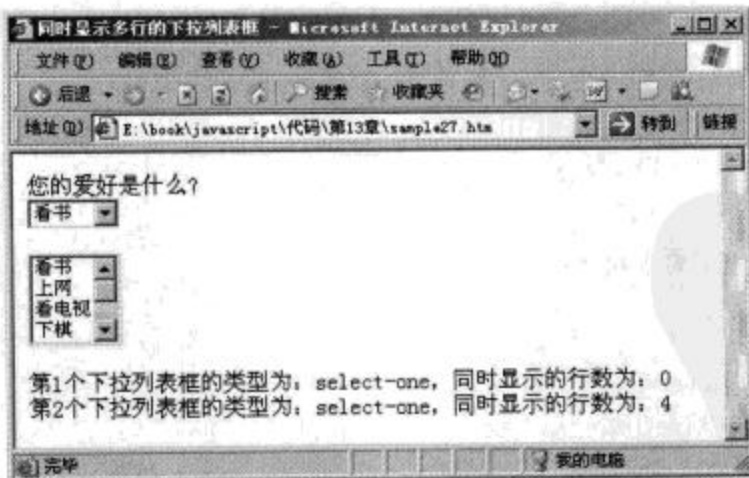 同时显示多行的下拉列表框 - Microsoft Internet Explorer
文件(F) 编辑(E) 查看(V) 收藏(A) 工具(T) 帮助(H)
后退 搜索 收藏夹
地址(D) E:\book\javascript\代码\第13章\sample27.htm 转到 链接
您的爱好是什么?
看书
看书
上网
看电视
下棋
第1个下拉列表框的类型为：select-one，同时显示的行数为：0
第2个下拉列表框的类型为：select-one，同时显示的行数为：4
完毕 我的电脑